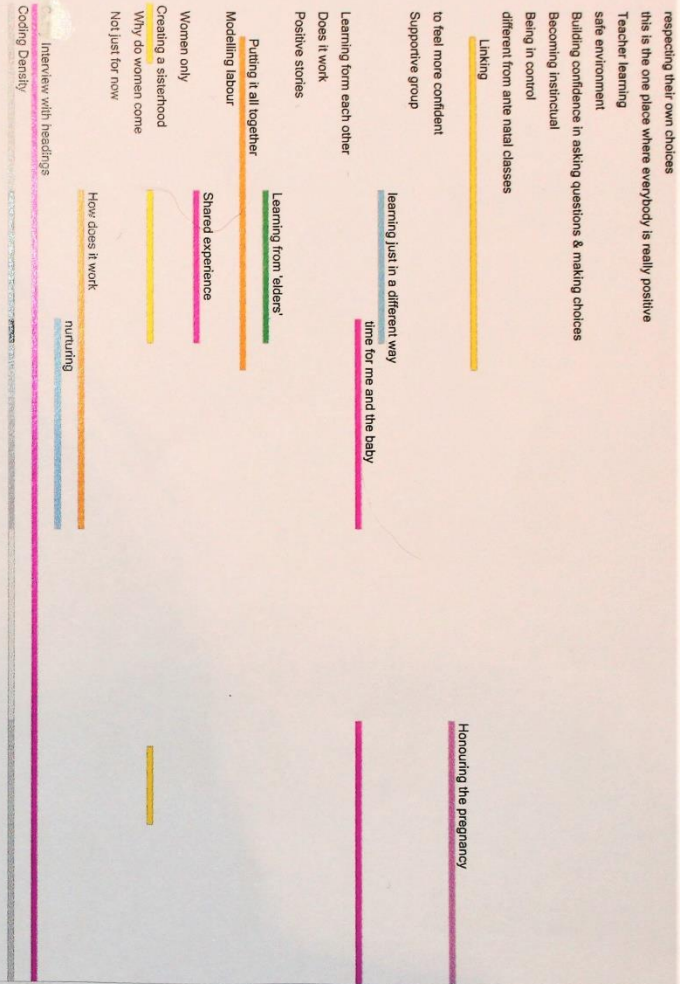 respecting their own choices
this is the one place where everybody is really positive
Teacher learning
safe environment
Building confidence in asking questions & making choices
Becoming instinctual
Being in control
different from ante natal classes
Linking
Honouring the pregnancy
to feel more confident
Supportive group
learning just in a different way
time for me and the baby
Learning form each other
Does it work
Positive stories
Learning from 'elders'
Putting it all together
Modelling labour
Shared experience
Women only
Creating a sisterhood
Why do women come
Not just for now
How does it work
nurturing
Interview with headings
Coding Density